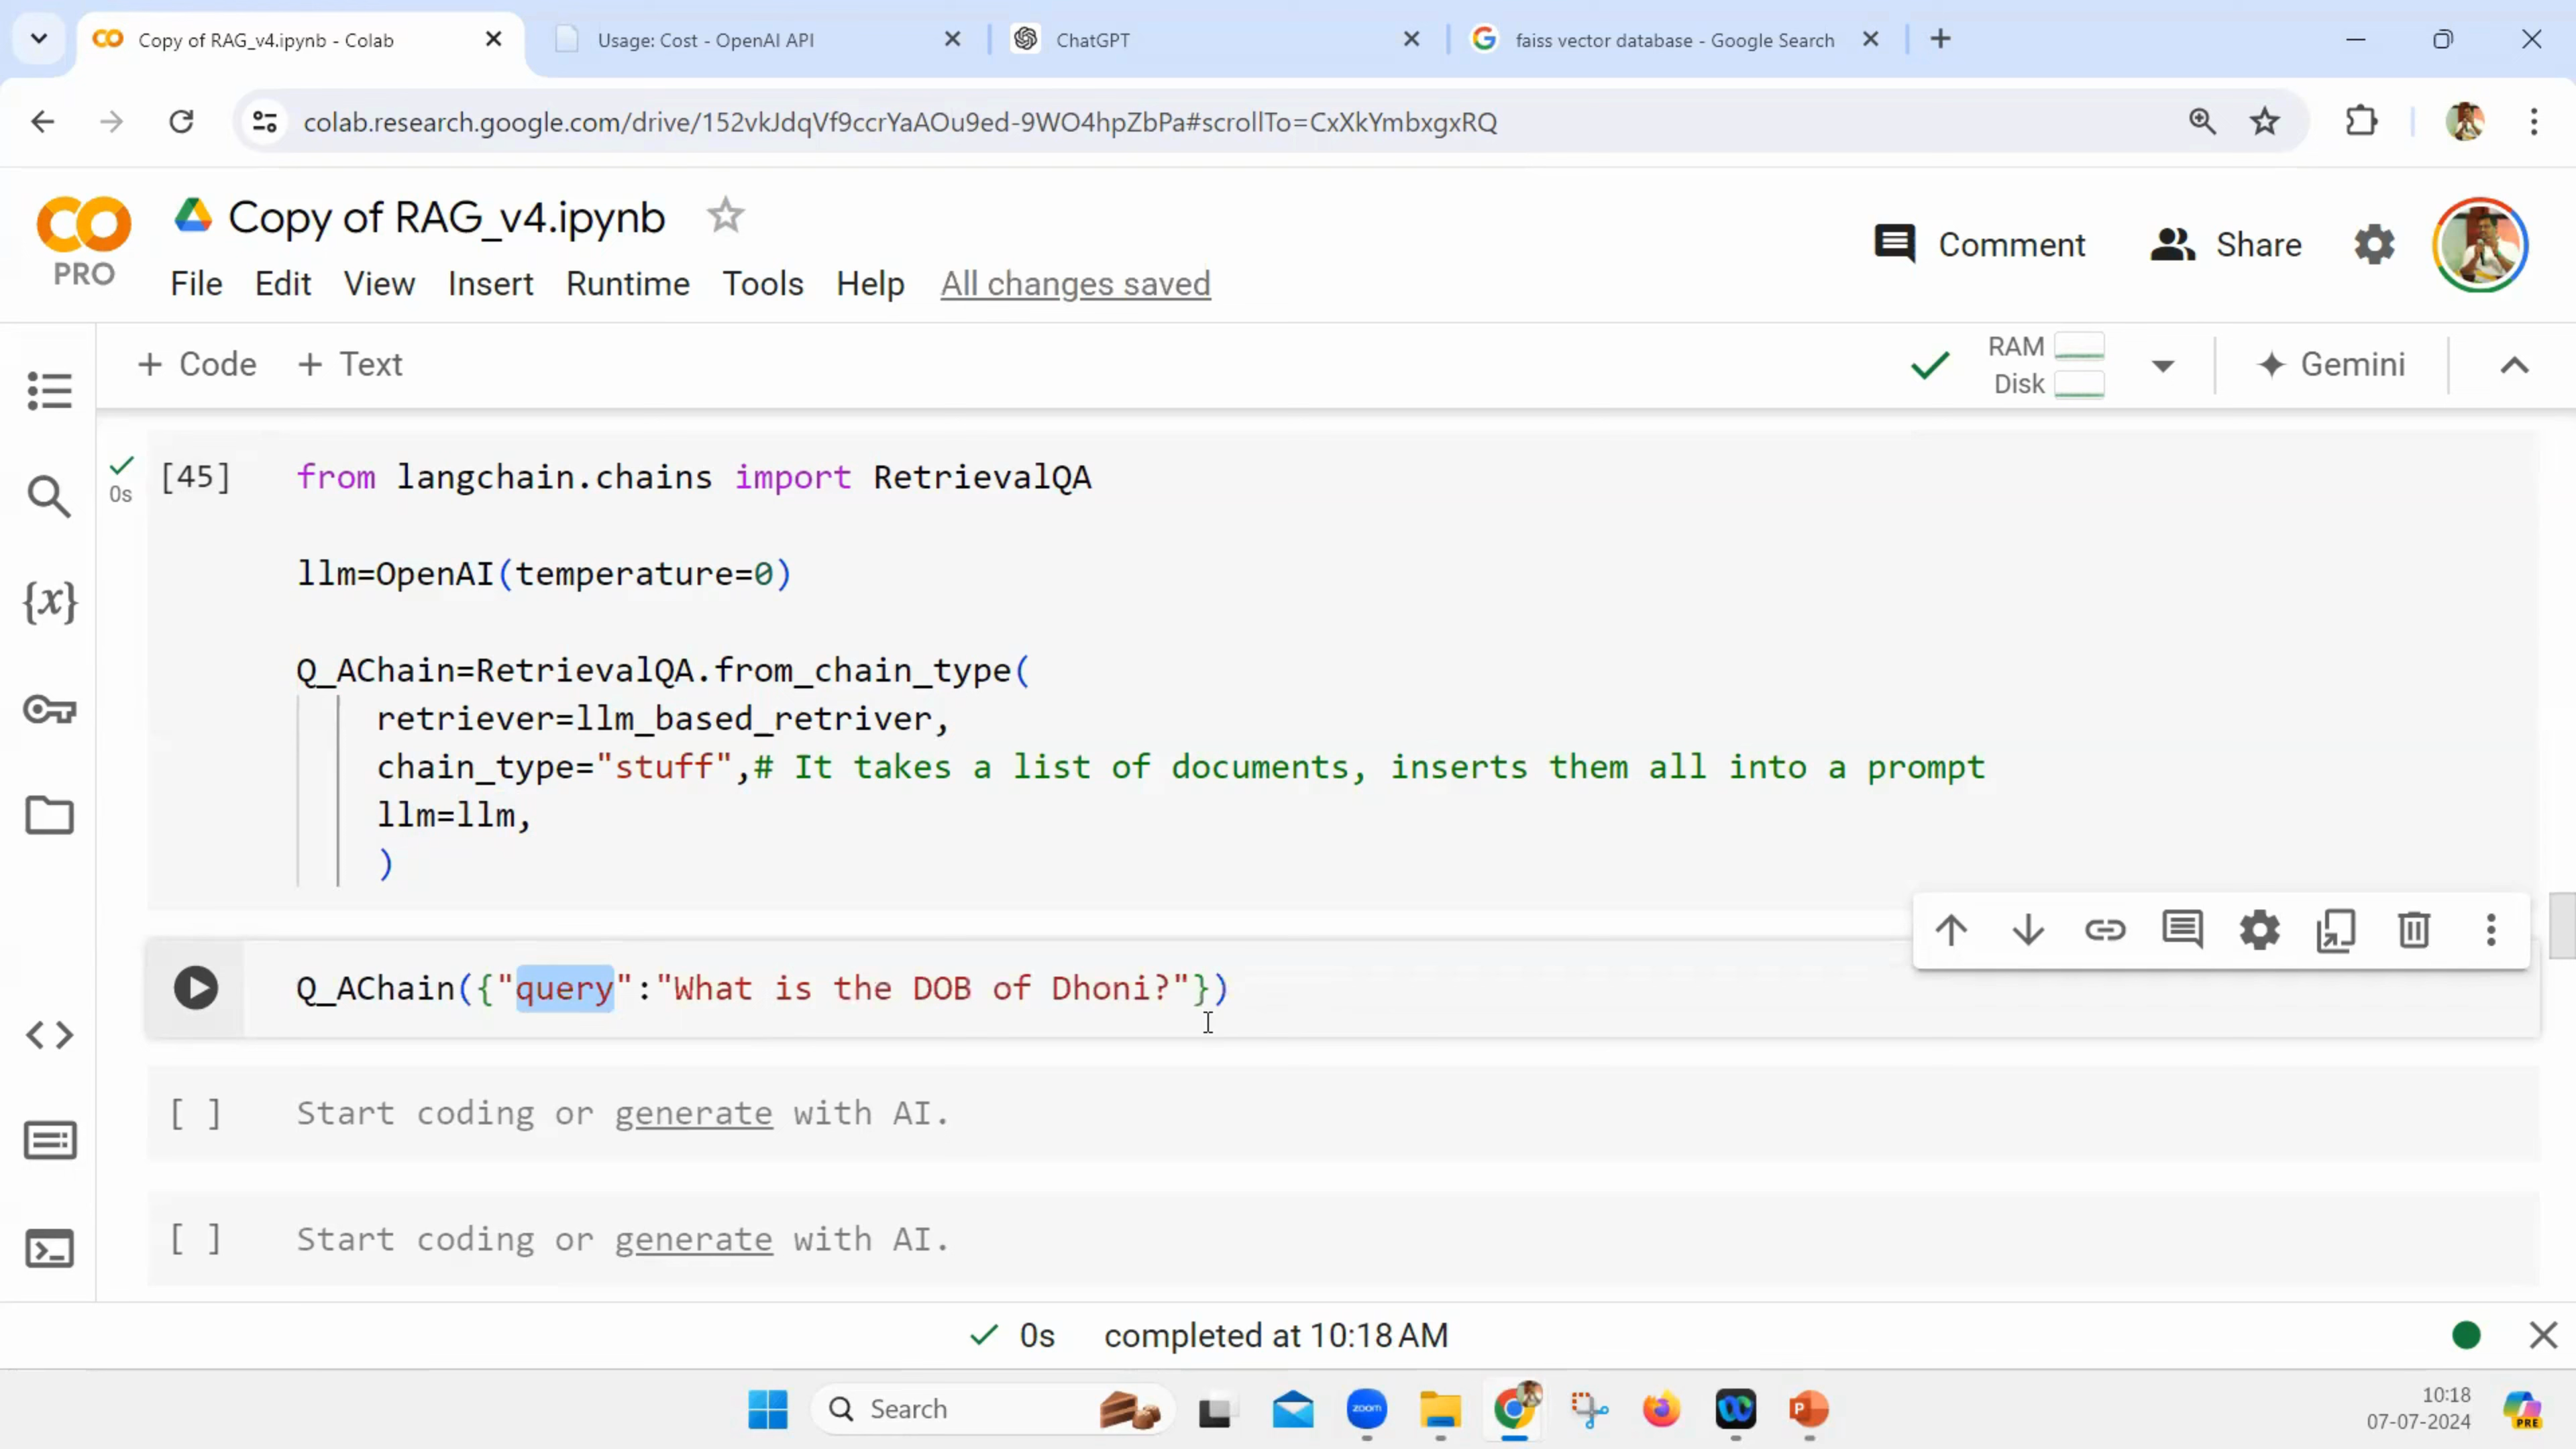 Copy of RAG_v4.ipynb - Colab
Usage: Cost - OpenAI API
ChatGPT
faiss vector database - Google Search
colab.research.google.com/drive/152vkJdqVf9ccrYaAOu9ed-9WO4hpZbPa#scrollTo=CxXkYmbxgxRQ
PRO
Copy of RAG_v4.ipynb
Comment
Share
File Edit View Insert Runtime Tools Help All changes saved
+ Code + Text
RAM
Disk
Gemini
0s
[45] from langchain.chains import RetrievalQA
llm=OpenAI(temperature=0)
Q_AChain=RetrievalQA.from_chain_type(
retriever=llm_based_retriver,
chain_type="stuff",# It takes a list of documents, inserts them all into a prompt
llm=llm,
)
Q_AChain({"query":"What is the DOB of Dhoni?"})
[ ] Start coding or generate with AI.
[ ] Start coding or generate with AI.
0s completed at 10:18 AM
Search
zoom
10:18
07-07-2024
PRE